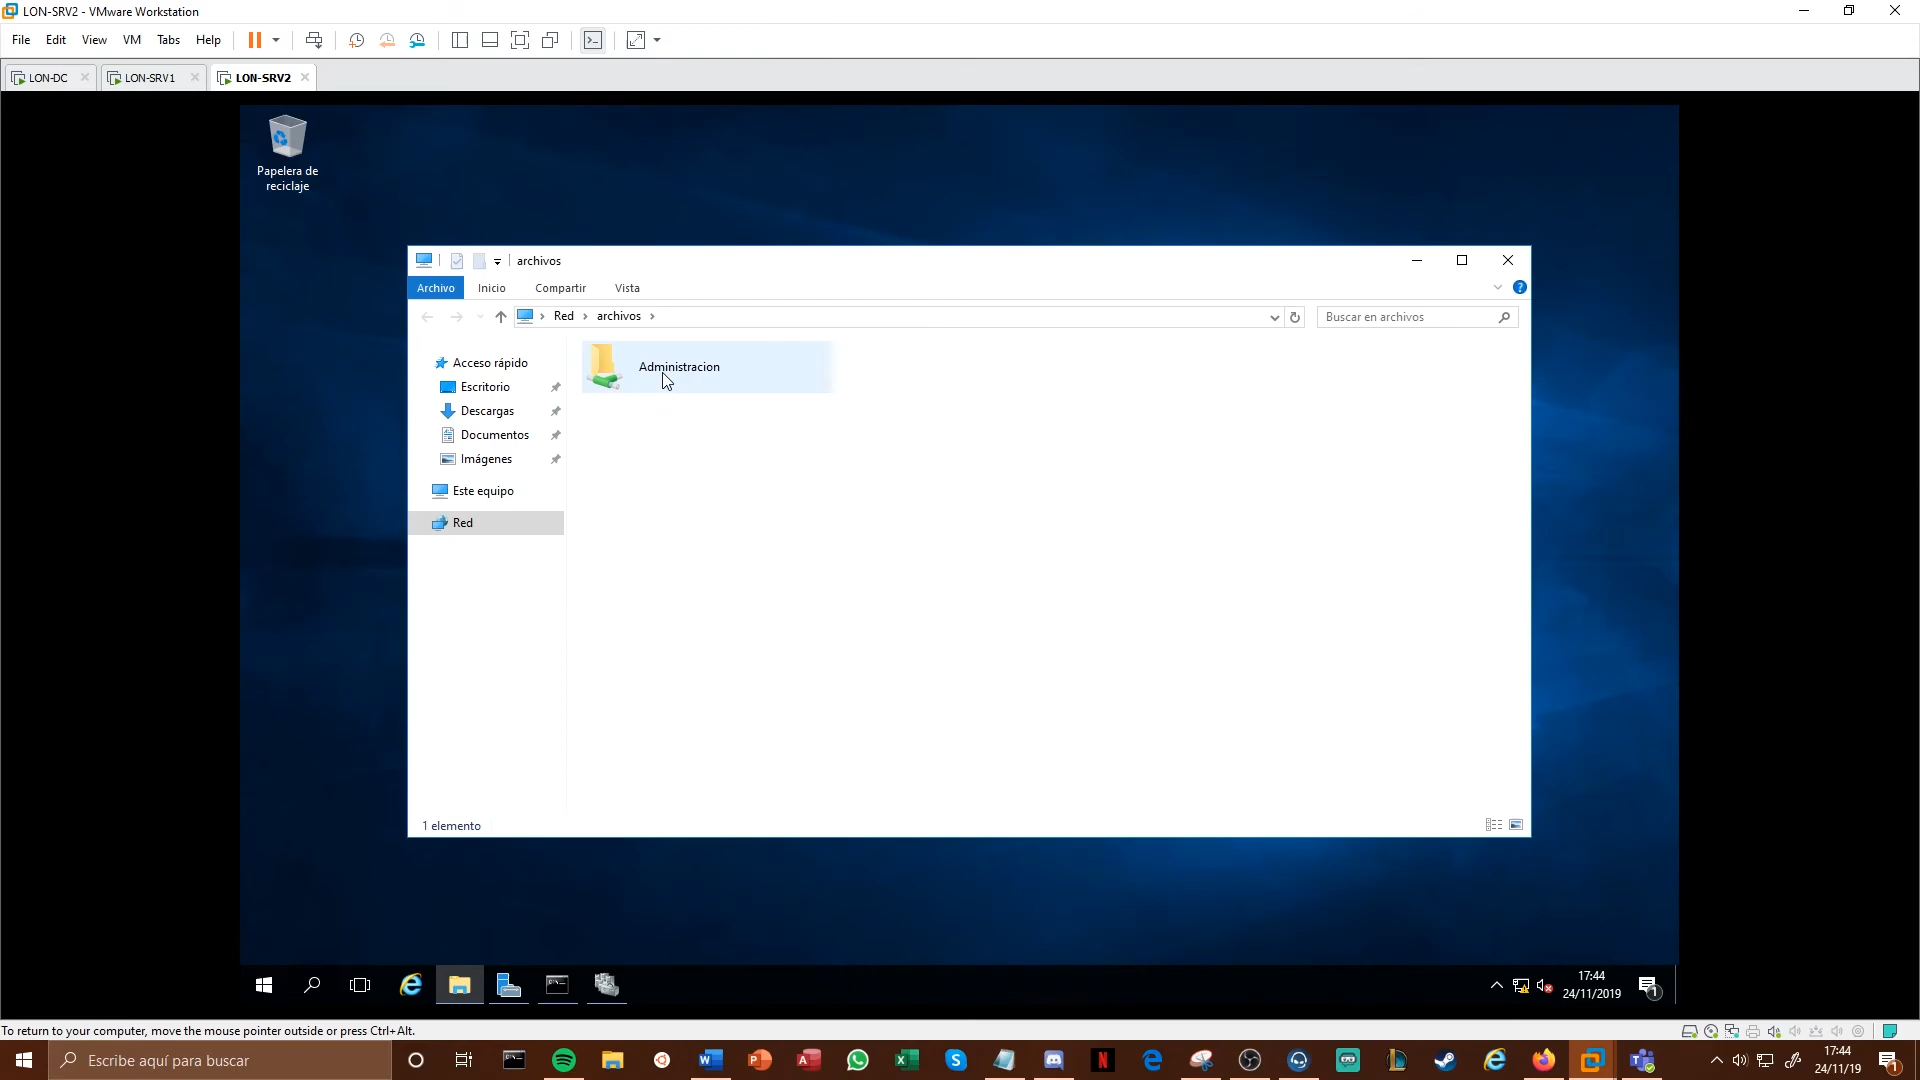 LON-SRV2 - VMware Workstation
File Edit View VM Tabs Help
LON-DC LON-SRV1 LON-SRV2
Papelera de
reciclaje
archivos
Archivo Inicio Compartir Vista
Red archivos Buscar en archivos
Administracion
Acceso rápido
Escritorio
Descargas
Documentos
Imágenes
Este equipo
Red
1 elemento
17:44
24/11/2019
To return to your computer, move the mouse pointer outside or press Ctrl+Alt.
Escribe aquí para buscar
17:44
24/11/19